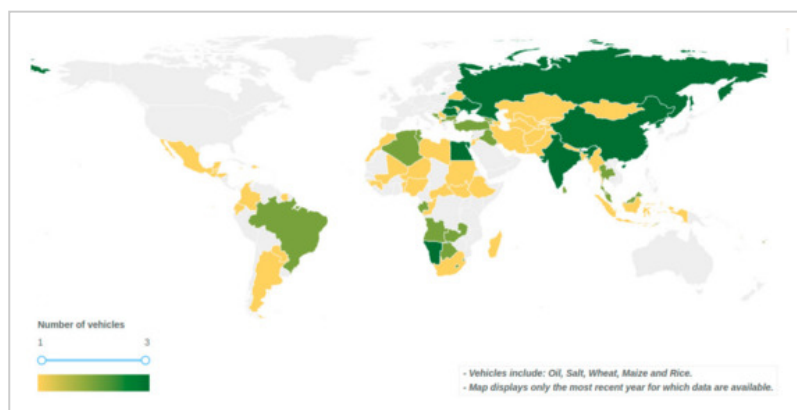 Number of vehicles
1 3
- Vehicles include: Oil, Salt, Wheat, Maize and Rice.
- Map displays only the most recent year for which data are available.